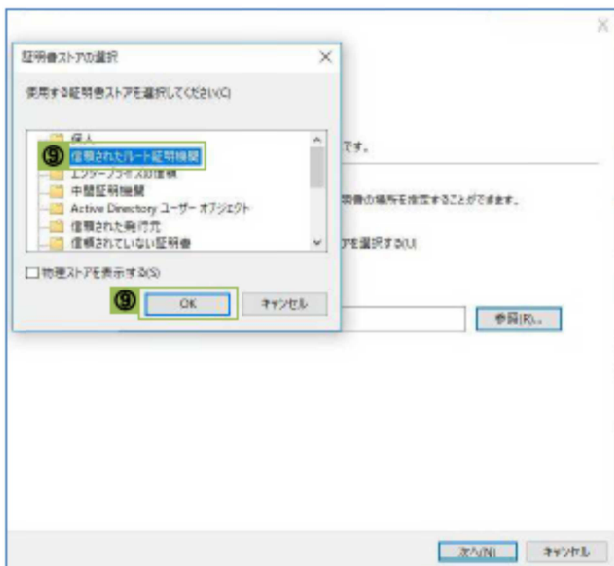 証明書ストアの選択
使用する証明書ストアを選択してください(C)
個人
⑨ 信頼されたルート証明機関
エンタープライズの信頼
中間証明機関
Active Directory ユーザー オブジェクト
信頼された発行元
信頼されていない証明書
物理ストアを表示する(S)
⑨ OK キャンセル
です。
明書の場所を指定することができます。
アを選択する(U)
参照(R)...
次へ(N) キャンセル